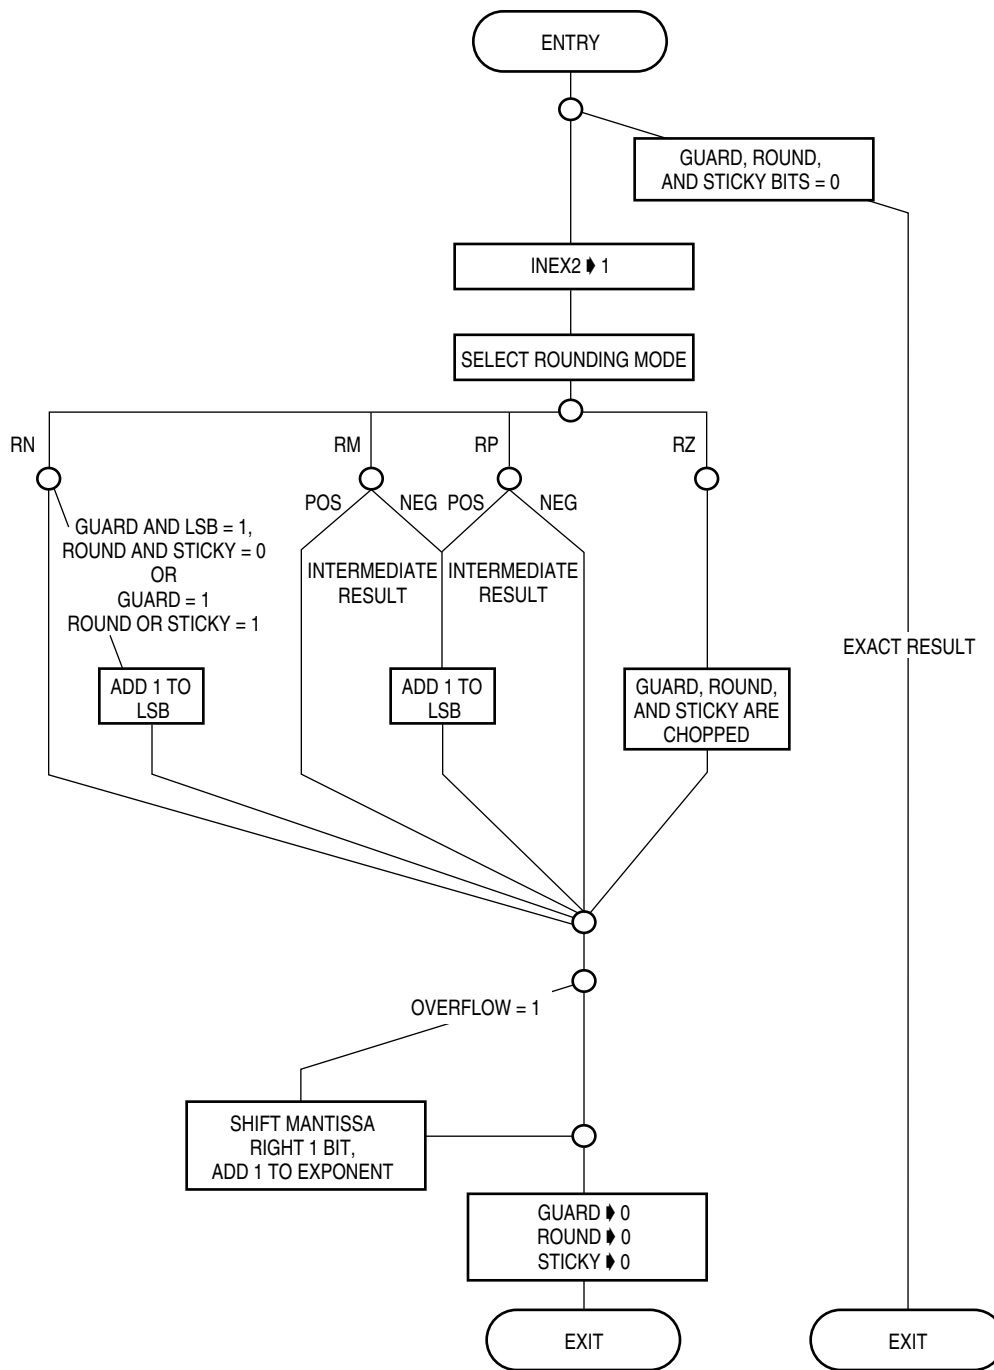 ENTRY
GUARD, ROUND,
AND STICKY BITS = 0
INEX2 ➧ 1
SELECT ROUNDING MODE
RN
RM
RP
RZ
POS
NEG
POS
NEG
GUARD AND LSB = 1,
ROUND AND STICKY = 0
OR
GUARD = 1
ROUND OR STICKY = 1
INTERMEDIATE
RESULT
INTERMEDIATE
RESULT
EXACT RESULT
ADD 1 TO
LSB
ADD 1 TO
LSB
GUARD, ROUND,
AND STICKY ARE
CHOPPED
OVERFLOW = 1
SHIFT MANTISSA
RIGHT 1 BIT,
ADD 1 TO EXPONENT
GUARD ➧ 0
ROUND ➧ 0
STICKY ➧ 0
EXIT
EXIT